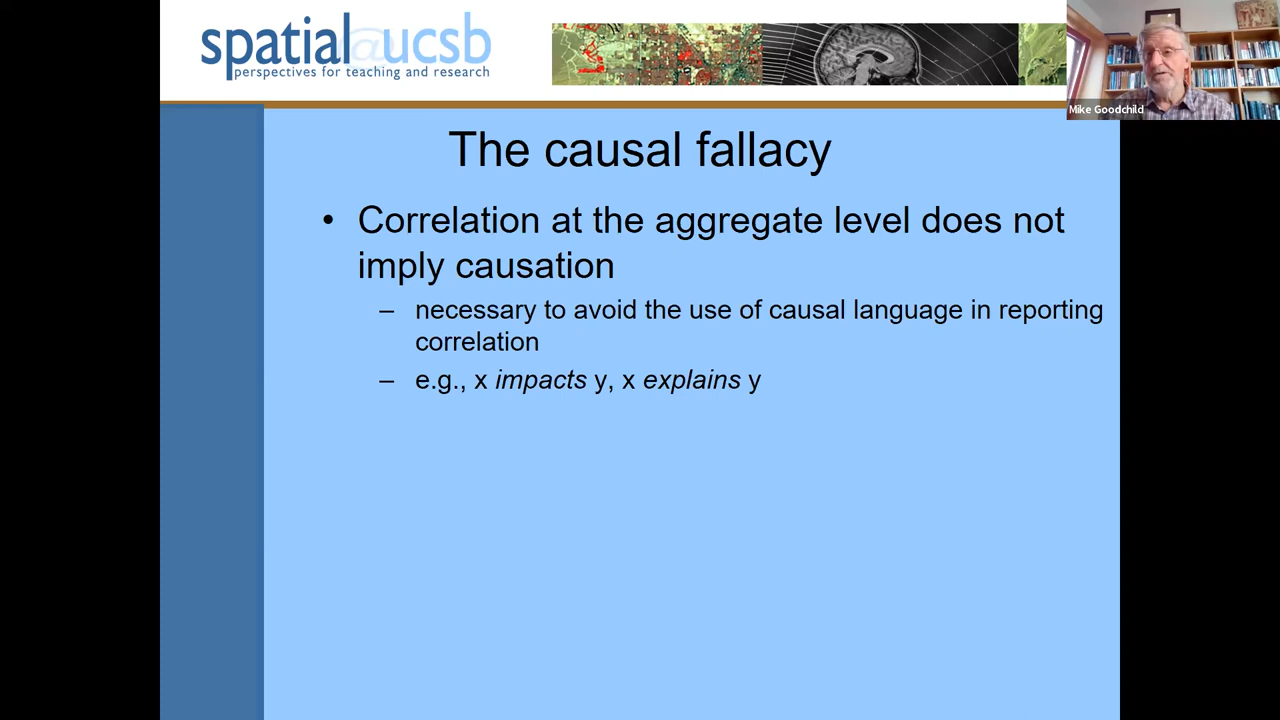 spatial@ucsb
perspectives for teaching and research
Mike Goodchild
The causal fallacy
• Correlation at the aggregate level does not
imply causation
– necessary to avoid the use of causal language in reporting
correlation
– e.g., x impacts y, x explains y